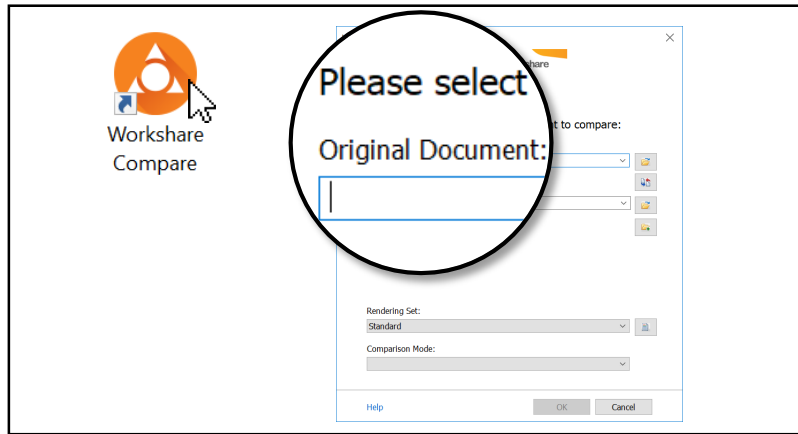 Workshare
Compare
hare
Please select
t to compare:
Original Document:
Rendering Set:
Standard
Comparison Mode:
Help
OK
Cancel